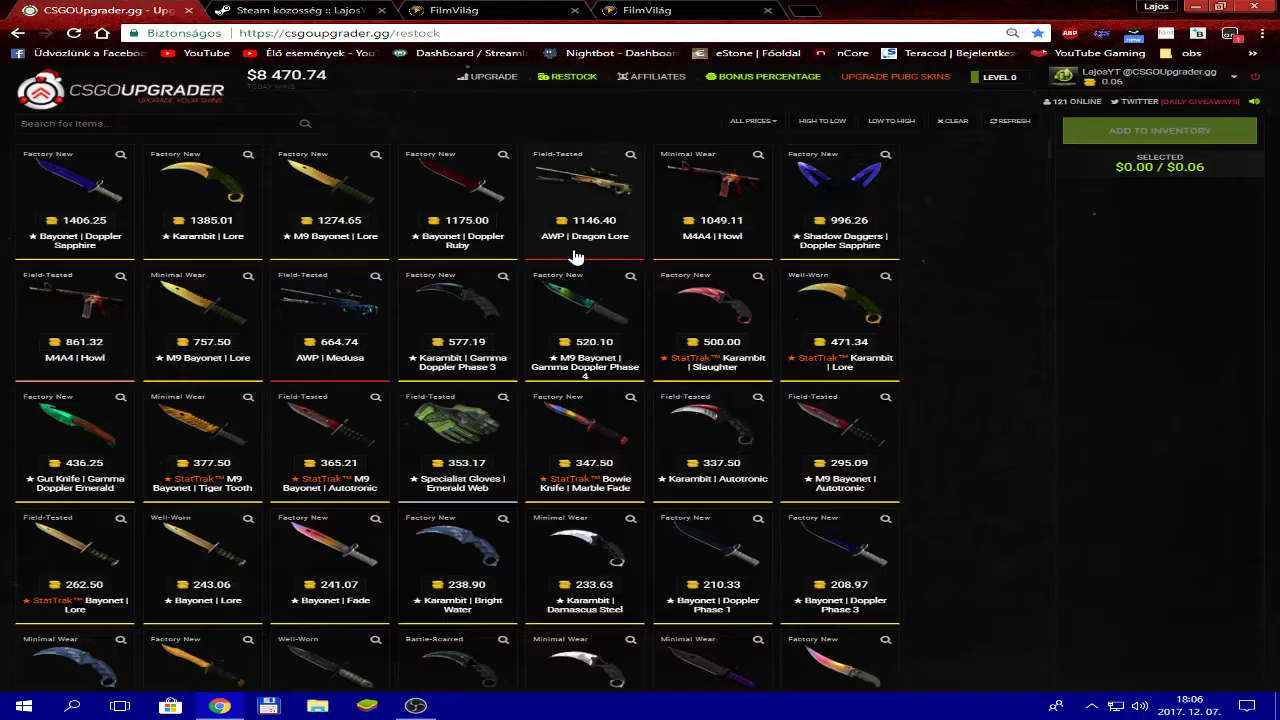 CSGOUpgrader.gg - Upg
Steam közösség :: LajosY
FilmVilág
FilmVilág
Lajos
Biztonságos
https://csgoupgrader.gg/restock
Üdvözlünk a Faceboo
YouTube
Élő események - You
Dashboard / Streaml
Nightbot - Dashboar
eStone | Főoldal
nCore
Teracod | Bejelentkez
YouTube Gaming
obs
CSGOUPGRADER
UPGRADE YOUR SKINS
$8 470.74
TODAY WINS
UPGRADE
RESTOCK
AFFILIATES
BONUS PERCENTAGE
UPGRADE PUBG SKINS
LEVEL 0
LajosYT @CSGOUpgrader.gg
0.06
121 ONLINE
TWITTER [DAILY GIVEAWAYS]
Search for items...
ALL PRICES
HIGH TO LOW
LOW TO HIGH
CLEAR
REFRESH
ADD TO INVENTORY
SELECTED
$0.00 / $0.06
Factory New
1406.25
★ Bayonet | Doppler
Sapphire
Factory New
1385.01
★ Karambit | Lore
Factory New
1274.65
★ M9 Bayonet | Lore
Factory New
1175.00
★ Bayonet | Doppler
Ruby
Field-Tested
1146.40
AWP | Dragon Lore
Minimal Wear
1049.11
M4A4 | Howl
Factory New
996.26
★ Shadow Daggers |
Doppler Sapphire
Field-Tested
861.32
M4A4 | Howl
Minimal Wear
757.50
★ M9 Bayonet | Lore
Field-Tested
664.74
AWP | Medusa
Factory New
577.19
★ Karambit | Gamma
Doppler Phase 3
Factory New
520.10
★ M9 Bayonet |
Gamma Doppler Phase
4
Factory New
500.00
★ StatTrak™ Karambit
| Slaughter
Well-Worn
471.34
★ StatTrak™ Karambit
| Lore
Factory New
436.25
★ Gut Knife | Gamma
Doppler Emerald
Minimal Wear
377.50
★ StatTrak™ M9
Bayonet | Tiger Tooth
Field-Tested
365.21
★ StatTrak™ M9
Bayonet | Autotronic
Field-Tested
353.17
★ Specialist Gloves |
Emerald Web
Factory New
347.50
★ StatTrak™ Bowie
Knife | Marble Fade
Field-Tested
337.50
★ Karambit | Autotronic
Field-Tested
295.09
★ M9 Bayonet |
Autotronic
Field-Tested
262.50
★ StatTrak™ Bayonet |
Lore
Well-Worn
243.06
★ Bayonet | Lore
Factory New
241.07
★ Bayonet | Fade
Factory New
238.90
★ Karambit | Bright
Water
Minimal Wear
233.63
★ Karambit |
Damascus Steel
Factory New
210.33
★ Bayonet | Doppler
Phase 1
Factory New
208.97
★ Bayonet | Doppler
Phase 3
Minimal Wear
Factory New
Well-Worn
Battle-Scarred
Minimal Wear
Minimal Wear
Factory New
18:06
2017. 12. 07.